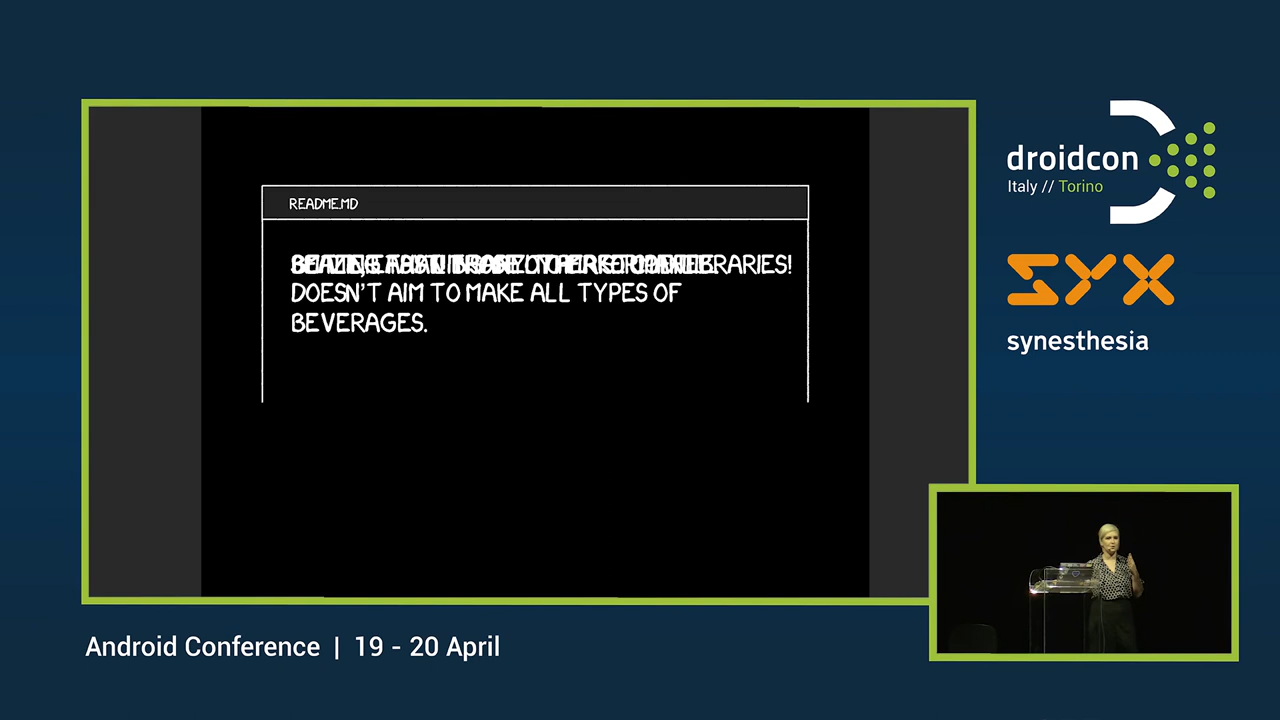 README.MD
DOESN'T AIM TO MAKE ALL TYPES OF
BEVERAGES.
droidcon
Italy // Torino
SYX
synesthesia
Android Conference | 19 - 20 April